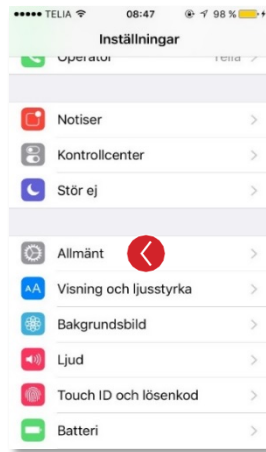 TELIA 08:47 98 %
Inställningar
Operatör Telia
Notiser
Kontrollcenter
Stör ej
Allmänt
AA Visning och ljusstyrka
Bakgrundsbild
Ljud
Touch ID och lösenkod
Batteri